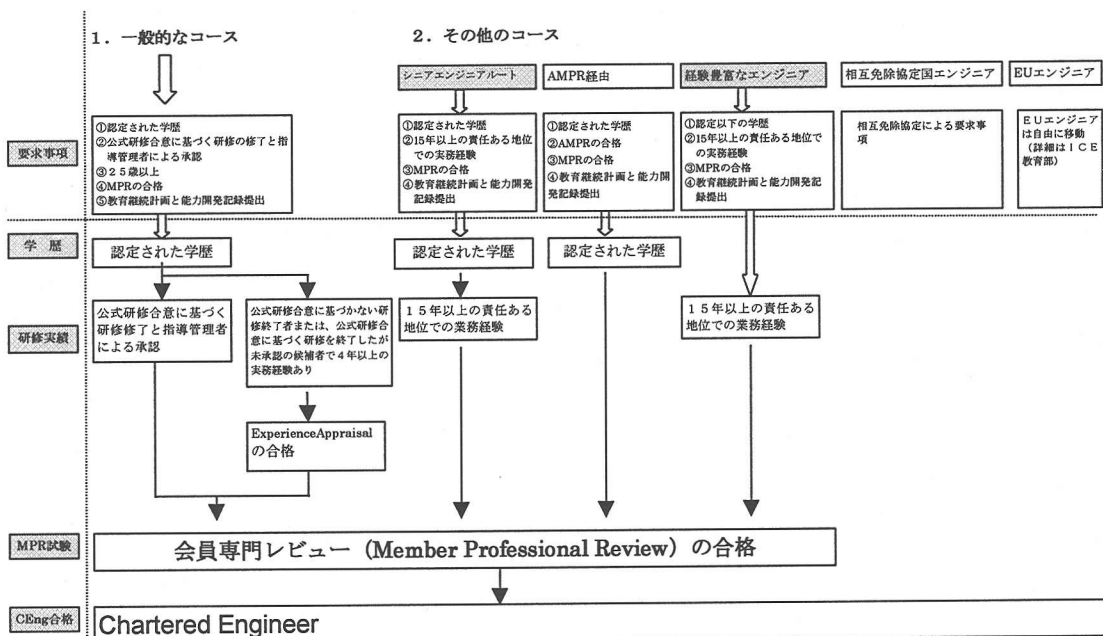 1．一般的なコース
2．その他のコース
シニアエンジニアルート
AMPR経由
経験豊富なエンジニア
相互免除協定国エンジニア
EUエンジニア
要求事項
①認定された学歴
②公式研修合意に基づく研修の修了と指
導管理者による承認
③２５歳以上
④MPRの合格
⑤教育継続計画と能力開発記録提出
①認定された学歴
②15年以上の責任ある地位
での実務経験
③MPRの合格
④教育継続計画と能力開発記
録提出
①認定された学歴
②AMPRの合格
③MPRの合格
④教育継続計画と能力開
発記録提出
①認定以下の学歴
②15年以上の責任ある地位で
の実務経験
③MPRの合格
④教育継続計画と能力開発記
録提出
相互免除協定による要求事
項
ＥＵエンジニア
は自由に移動
（詳細はＩＣＥ
教育部）
学 歴
認定された学歴
認定された学歴
認定された学歴
研修実績
公式研修合意に基づく
研修修了と指導管理者
による承認
公式研修合意に基づかない研
修終了者または、公式研修合
意に基づく研修を終了したが
未承認の候補者で４年以上の
実務経験あり
１５年以上の責任ある
地位での業務経験
１５年以上の責任ある
地位での業務経験
ExperienceAppraisal
の合格
MPR試験
会員専門レビュー（Member Professional Review）の合格
CEng合格
Chartered Engineer